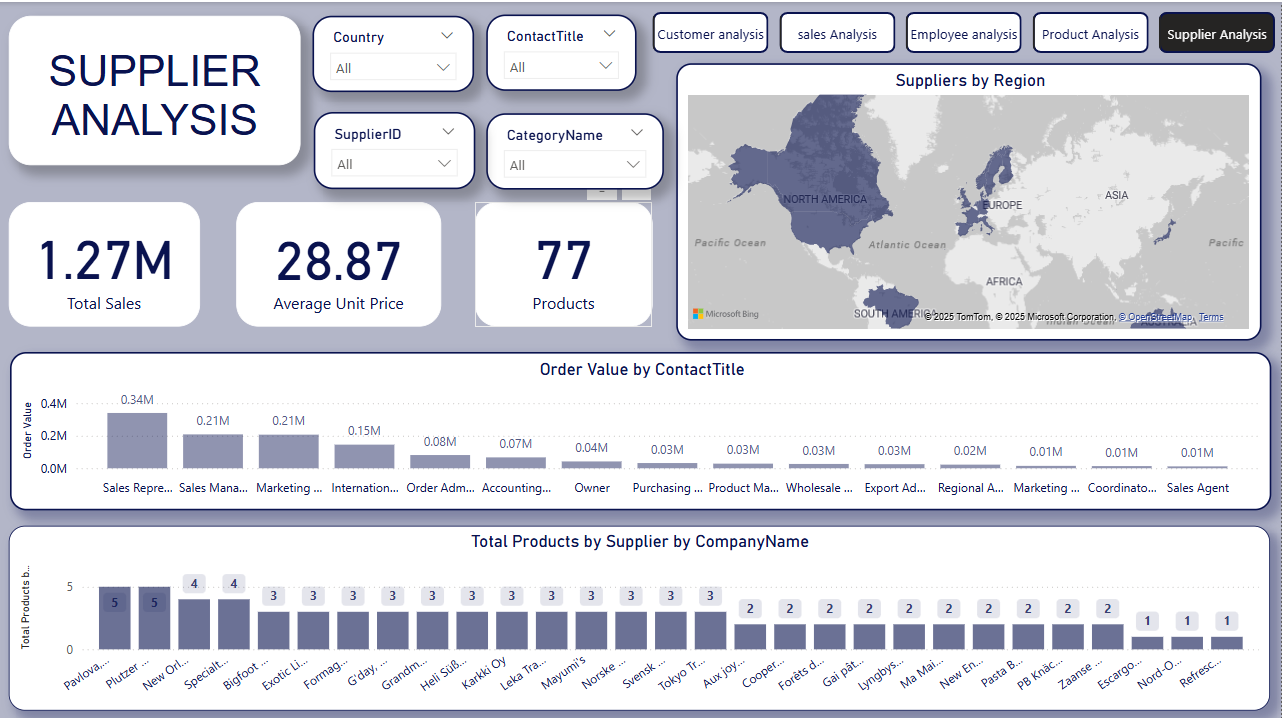 SUPPLIER
ANALYSIS
Country
All
ContactTitle
All
SupplierID
All
CategoryName
All
Customer analysis
sales Analysis
Employee analysis
Product Analysis
Supplier Analysis
1.27M
Total Sales
28.87
Average Unit Price
77
Products
Suppliers by Region
NORTH AMERICA
EUROPE
ASIA
Pacific Ocean
Atlantic Ocean
Pacific
AFRICA
SOUTH AMERICA
AUSTRALIA
Indian Ocean
Microsoft Bing
© 2025 TomTom, © 2025 Microsoft Corporation, © OpenStreetMap, Terms
Order Value by ContactTitle
Order Value
0.4M
0.2M
0.0M
0.34M 0.21M 0.21M 0.15M 0.08M 0.07M 0.04M 0.03M 0.03M 0.03M 0.03M 0.02M 0.01M 0.01M 0.01M
Sales Repre... Sales Mana... Marketing ... Internation... Order Adm... Accounting... Owner Purchasing ... Product Ma... Wholesale ... Export Ad... Regional A... Marketing ... Coordinato... Sales Agent
Total Products by Supplier by CompanyName
Total Products b...
5
0
5 5 4 4 3 3 3 3 3 3 3 3 3 3 3 3 2 2 2 2 2 2 2 2 2 2 1 1 1
Pavlova,... Plutzer ... New Orl... Specialt... Bigfoot ... Exotic Li... Formag... G'day, ... Grandm... Heli Süß... Karkki Oy Leka Tra... Mayumi's Norske ... Svensk ... Tokyo Tr... Aux joy... Cooper... Forêts d... Gai pât... Lyngbys... Ma Mai... New En... Pasta B... PB Knäc... Zaanse ... Escargo... Nord-O... Refresc...